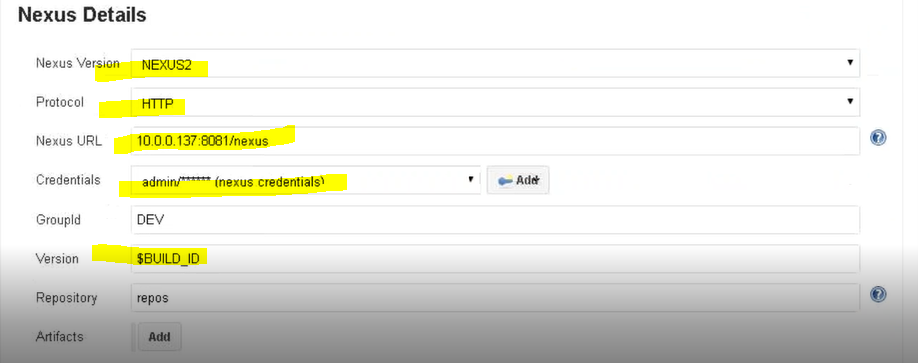 Nexus Details
Nexus Version NEXUS2
Protocol HTTP
Nexus URL 10.0.0.137:8081/nexus
Credentials admin/****** (nexus credentials) Add
GroupId DEV
Version $BUILD_ID
Repository repos
Artifacts Add